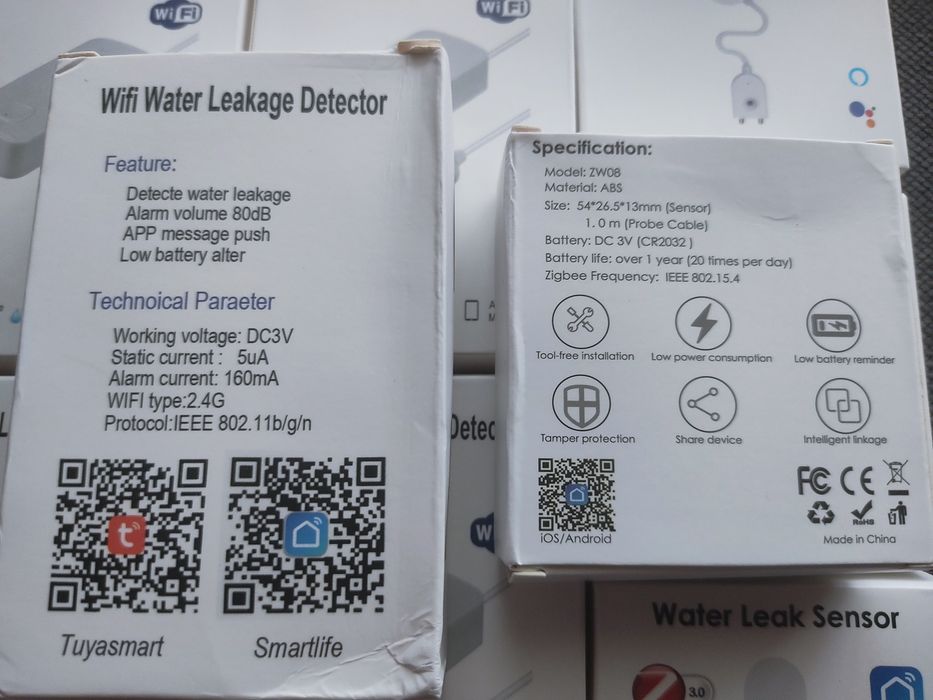 WiFi
WiFi
Wifi Water Leakage Detector
Feature:
Detecte water leakage
Alarm volume 80dB
APP message push
Low battery alter
Technoical Paraeter
Working voltage: DC3V
Static current : 5uA
Alarm current: 160mA
WIFI type:2.4G
Protocol:IEEE 802.11b/g/n
Tuyasmart
Smartlife
Specification:
Model: ZW08
Material: ABS
Size: 54*26.5*13mm (Sensor)
1. 0 m (Probe Cable)
Battery: DC 3V (CR2032 )
Battery life: over 1 year (20 times per day)
Zigbee Frequency: IEEE 802.15.4
Tool-free installation
Low power consumption
Low battery reminder
Tamper protection
Share device
Intelligent linkage
iOS/Android
FC CE
RoHS
Made in China
Water Leak Sensor
3.0